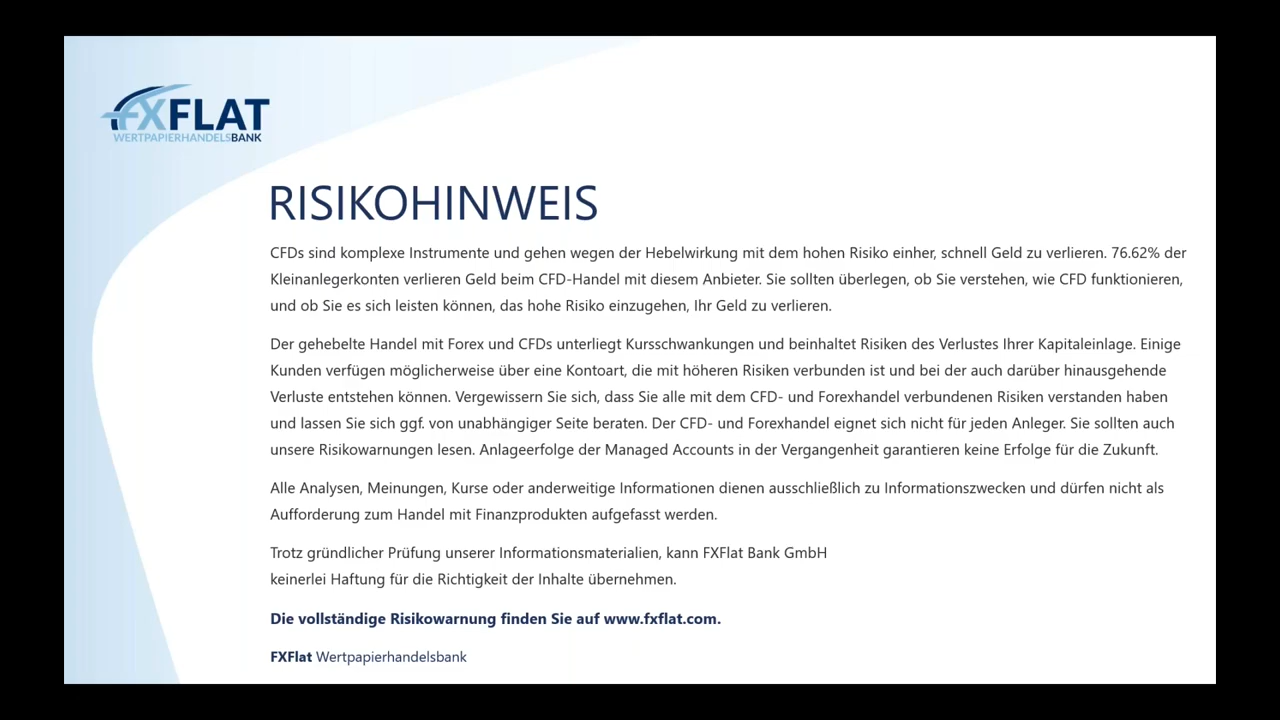 FXFLAT
WERTPAPIERHANDELSBANK
RISIKOHINWEIS
CFDs sind komplexe Instrumente und gehen wegen der Hebelwirkung mit dem hohen Risiko einher, schnell Geld zu verlieren. 76.62% der
Kleinanlegerkonten verlieren Geld beim CFD-Handel mit diesem Anbieter. Sie sollten überlegen, ob Sie verstehen, wie CFD funktionieren,
und ob Sie es sich leisten können, das hohe Risiko einzugehen, Ihr Geld zu verlieren.
Der gehebelte Handel mit Forex und CFDs unterliegt Kursschwankungen und beinhaltet Risiken des Verlustes Ihrer Kapitaleinlage. Einige
Kunden verfügen möglicherweise über eine Kontoart, die mit höheren Risiken verbunden ist und bei der auch darüber hinausgehende
Verluste entstehen können. Vergewissern Sie sich, dass Sie alle mit dem CFD- und Forexhandel verbundenen Risiken verstanden haben
und lassen Sie sich ggf. von unabhängiger Seite beraten. Der CFD- und Forexhandel eignet sich nicht für jeden Anleger. Sie sollten auch
unsere Risikowarnungen lesen. Anlageerfolge der Managed Accounts in der Vergangenheit garantieren keine Erfolge für die Zukunft.
Alle Analysen, Meinungen, Kurse oder anderweitige Informationen dienen ausschließlich zu Informationszwecken und dürfen nicht als
Aufforderung zum Handel mit Finanzprodukten aufgefasst werden.
Trotz gründlicher Prüfung unserer Informationsmaterialien, kann FXFlat Bank GmbH
keinerlei Haftung für die Richtigkeit der Inhalte übernehmen.
Die vollständige Risikowarnung finden Sie auf www.fxflat.com.
FXFlat Wertpapierhandelsbank